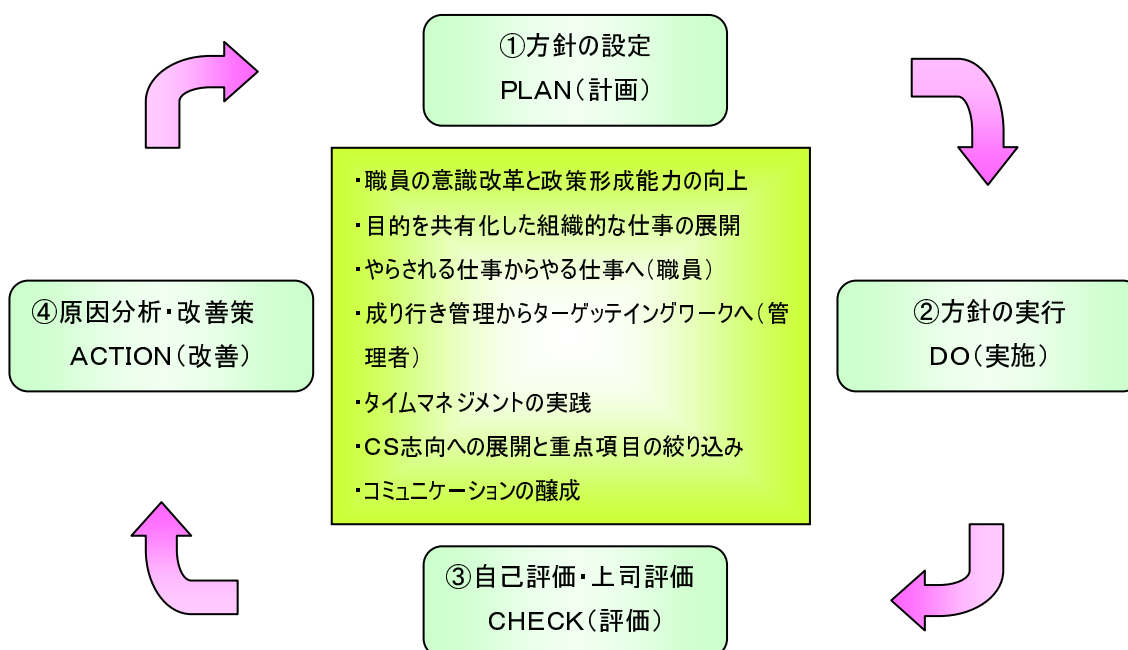 ①方針の設定
PLAN(計画)
・職員の意識改革と政策形成能力の向上
・目的を共有化した組織的な仕事の展開
・やらされる仕事からやる仕事へ(職員)
・成り行き管理からターゲッテイングワークへ(管
理者)
・タイムマネジメントの実践
・CS志向への展開と重点項目の絞り込み
・コミュニケーションの醸成
④原因分析・改善策
ACTION(改善)
②方針の実行
DO(実施)
③自己評価・上司評価
CHECK(評価)